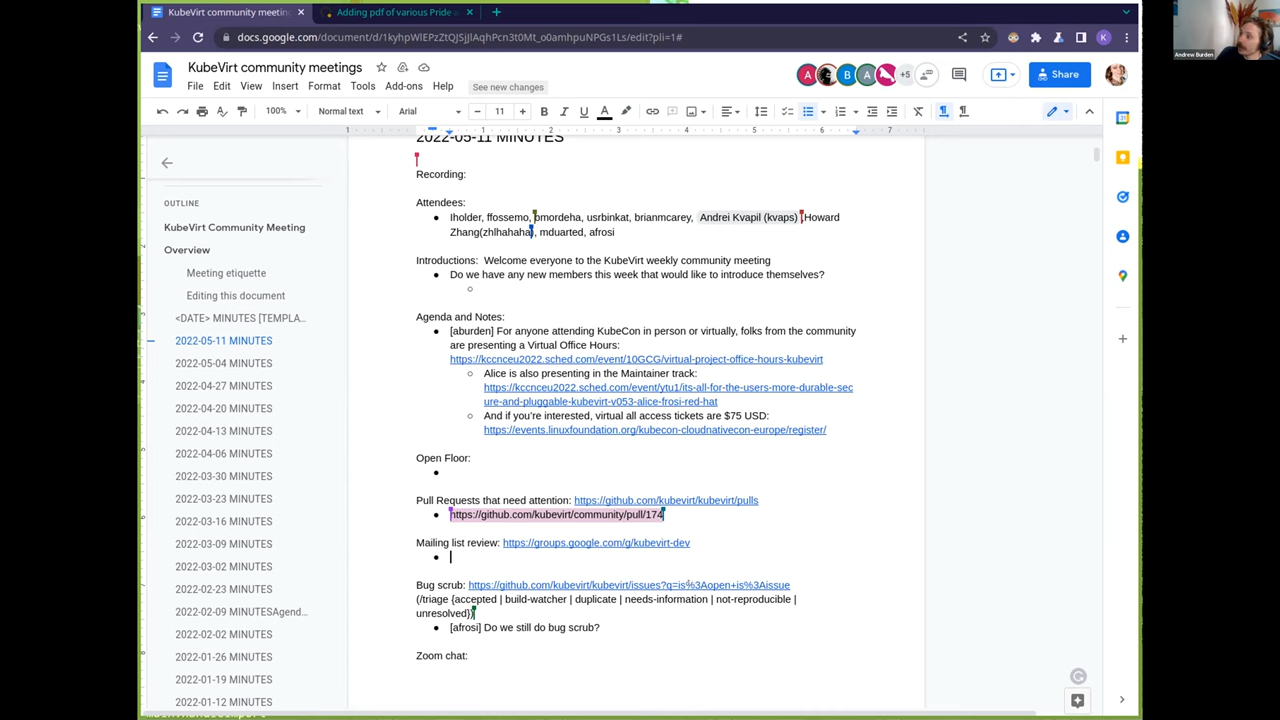 KubeVirt community meetin
Adding pdf of various Pride a
docs.google.com/document/d/1kyhpWlEPzZtQJSjJlAqhPcn3t0Mt_o0amhpuNPGs1Ls/edit?pli=1#
K
Andrew Burden
KubeVirt community meetings
File Edit View Insert Format Tools Add-ons Help See new changes
A B A +5 Share
100% Normal text Arial 11
1 1 2 3 4 5 6 7
OUTLINE
KubeVirt Community Meeting
Overview
Meeting etiquette
Editing this document
<DATE> MINUTES [TEMPLA…
2022-05-11 MINUTES
2022-05-04 MINUTES
2022-04-27 MINUTES
2022-04-20 MINUTES
2022-04-13 MINUTES
2022-04-06 MINUTES
2022-03-30 MINUTES
2022-03-23 MINUTES
2022-03-16 MINUTES
2022-03-09 MINUTES
2022-03-02 MINUTES
2022-02-23 MINUTES
2022-02-09 MINUTESAgend…
2022-02-02 MINUTES
2022-01-26 MINUTES
2022-01-19 MINUTES
2022-01-12 MINUTES
2022-05-11 MINUTES
Recording:
Attendees:
Iholder, ffossemo, omordeha, usrbinkat, brianmcarey, Andrei Kvapil (kvaps) ,Howard
Zhang(zhlhahaha), mduarted, afrosi
Introductions: Welcome everyone to the KubeVirt weekly community meeting
Do we have any new members this week that would like to introduce themselves?
Agenda and Notes:
[aburden] For anyone attending KubeCon in person or virtually, folks from the community
are presenting a Virtual Office Hours:
https://kccnceu2022.sched.com/event/10GCG/virtual-project-office-hours-kubevirt
Alice is also presenting in the Maintainer track:
https://kccnceu2022.sched.com/event/ytu1/its-all-for-the-users-more-durable-sec
ure-and-pluggable-kubevirt-v053-alice-frosi-red-hat
And if you're interested, virtual all access tickets are $75 USD:
https://events.linuxfoundation.org/kubecon-cloudnativecon-europe/register/
Open Floor:
Pull Requests that need attention: https://github.com/kubevirt/kubevirt/pulls
https://github.com/kubevirt/community/pull/174
Mailing list review: https://groups.google.com/g/kubevirt-dev
Bug scrub: https://github.com/kubevirt/kubevirt/issues?q=is%3Aopen+is%3Aissue
(/triage {accepted | build-watcher | duplicate | needs-information | not-reproducible |
unresolved})
[afrosi] Do we still do bug scrub?
Zoom chat: